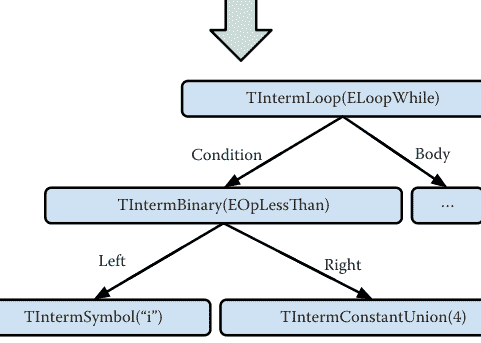 TIntermLoop(ELoopWhile)
Condition
Body
TIntermBinary(EOpLessThan)
...
Left
Right
TIntermSymbol(“i”)
TIntermConstantUnion(4)